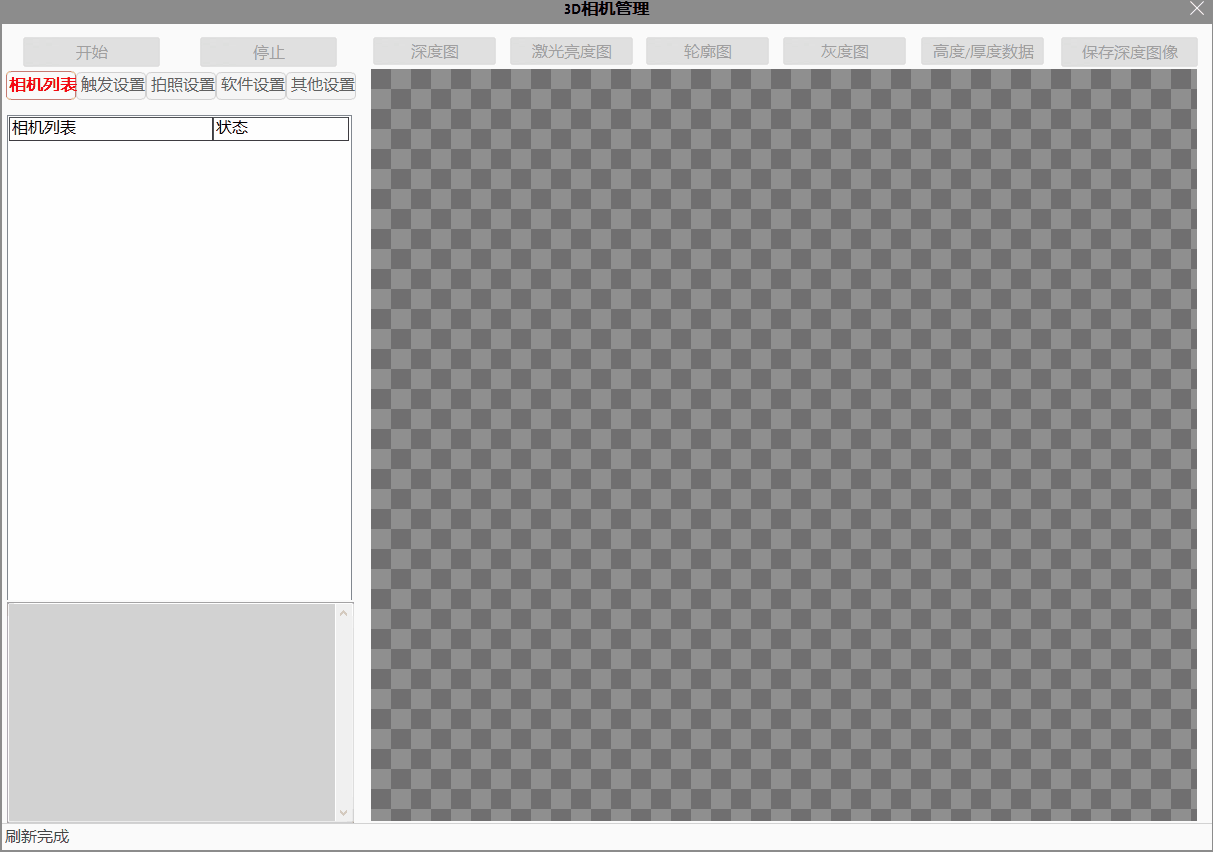 3D相机管理
开始
停止
深度图
激光亮度图
轮廓图
灰度图
高度/厚度数据
保存深度图像
相机列表
触发设置
拍照设置
软件设置
其他设置
相机列表
状态
刷新完成